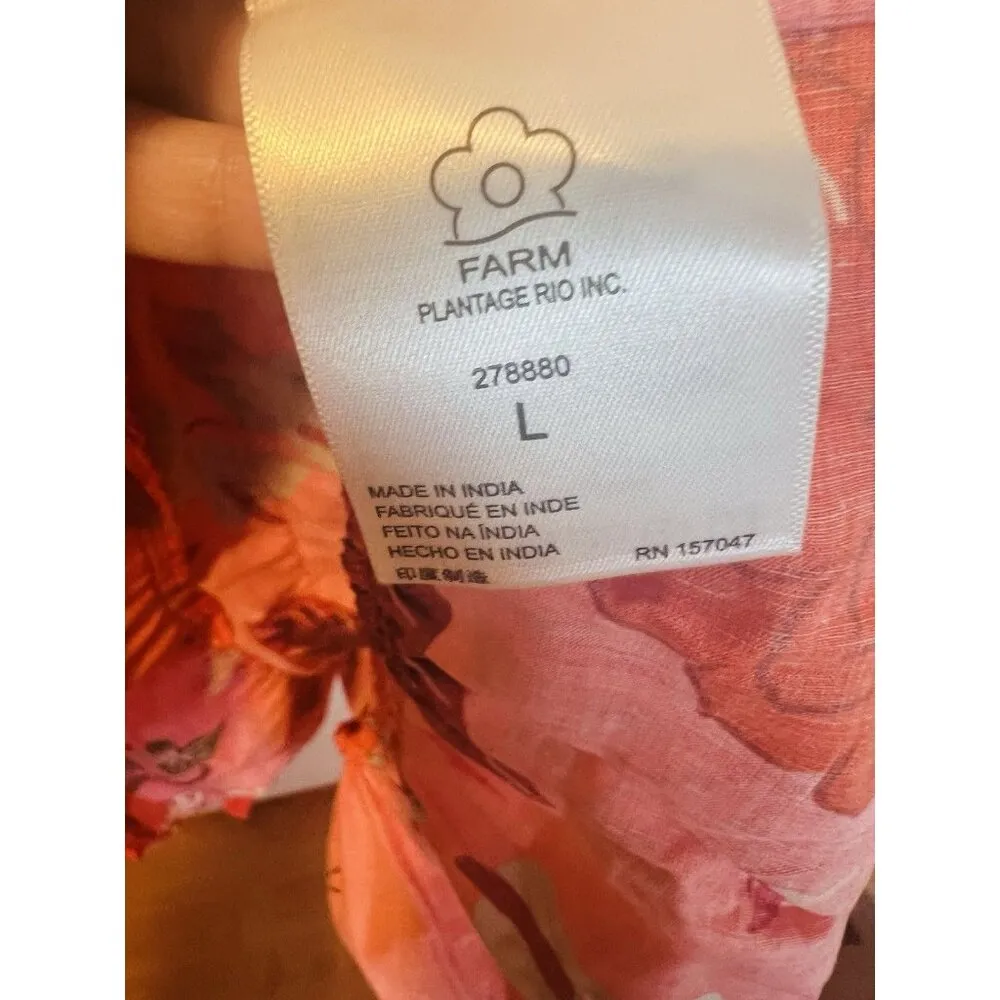 FARM
PLANTAGE RIO INC.
278880
L
MADE IN INDIA
FABRIQUÉ EN INDE
FEITO NA ÍNDIA
HECHO EN INDIA
印度制造
RN 157047